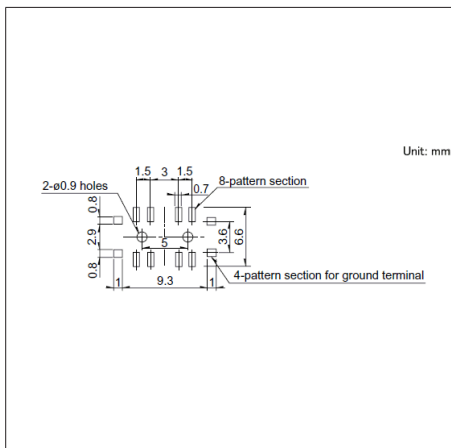 Unit: mm
1.5 3 1.5
0.7
8-pattern section
2-ø0.9 holes
0.8
2.9
0.8
5
3.6
6.6
4-pattern section for ground terminal
1 9.3 1